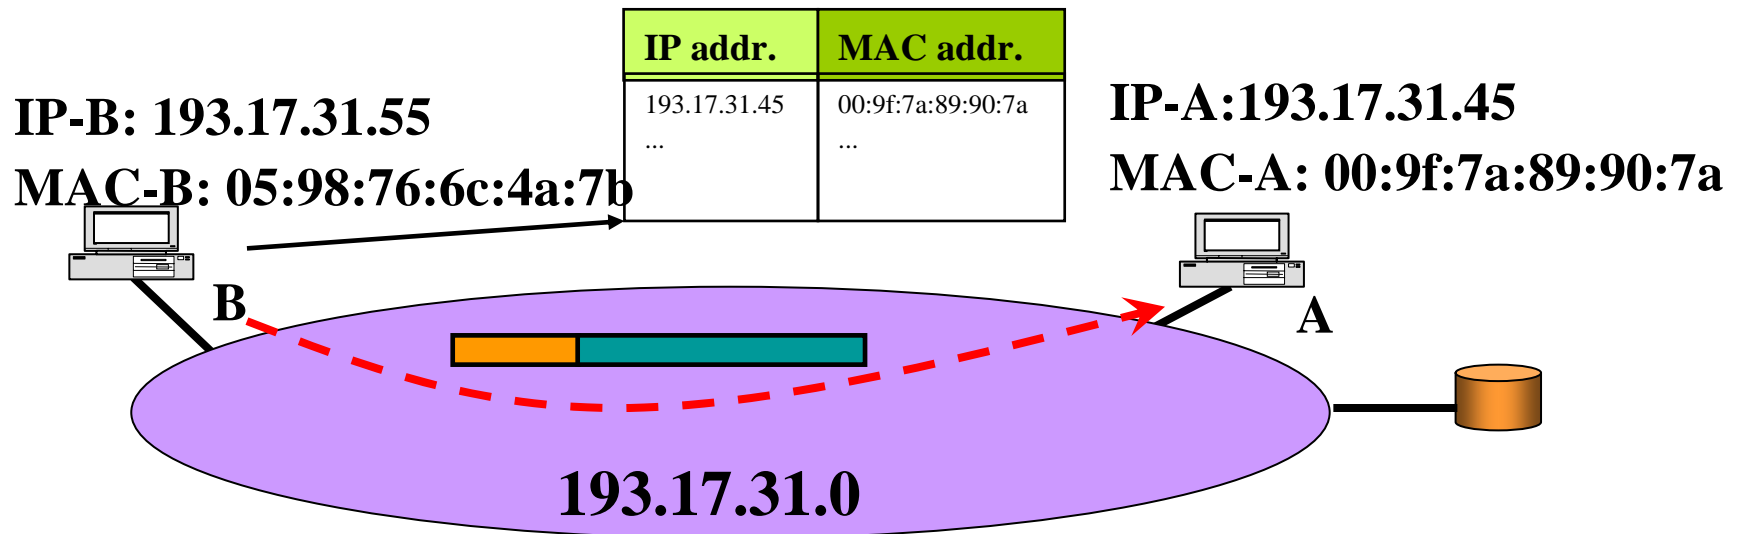 IP addr. MAC addr.
193.17.31.45 00:9f:7a:89:90:7a
... ...
IP-B: 193.17.31.55
MAC-B: 05:98:76:6c:4a:7b
IP-A:193.17.31.45
MAC-A: 00:9f:7a:89:90:7a
B
A
193.17.31.0